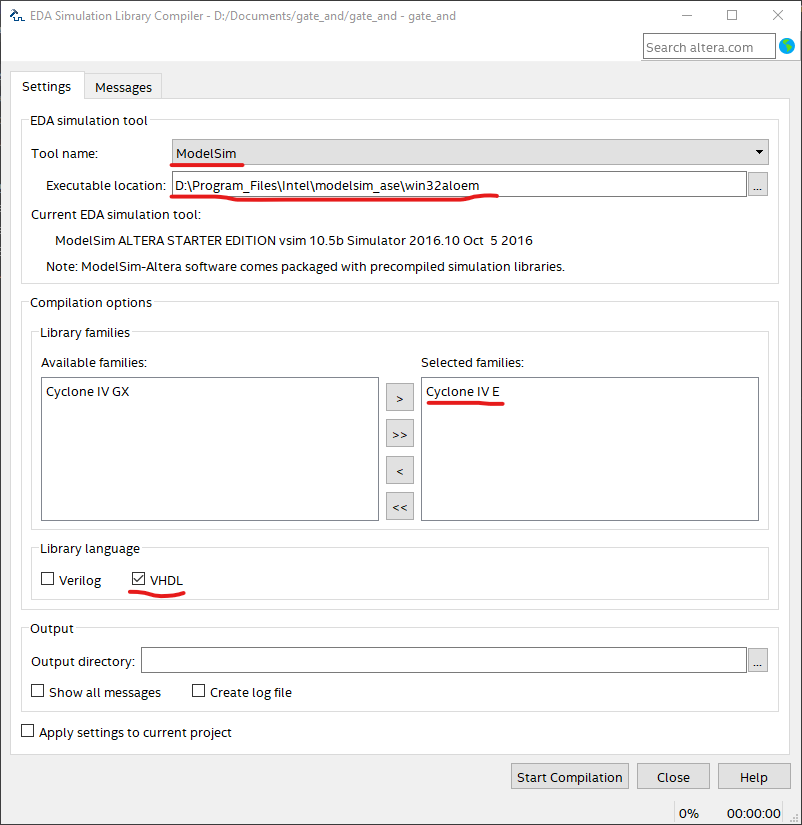 EDA Simulation Library Compiler - D:/Documents/gate_and/gate_and - gate_and
Search altera.com
Settings
Messages
EDA simulation tool
Tool name:
ModelSim
Executable location:
D:\Program_Files\Intel\modelsim_ase\win32aloem
...
Current EDA simulation tool:
ModelSim ALTERA STARTER EDITION vsim 10.5b Simulator 2016.10 Oct  5 2016
Note: ModelSim-Altera software comes packaged with precompiled simulation libraries.
Compilation options
Library families
Available families:
Selected families:
Cyclone IV GX
Cyclone IV E
>
>>
<
<<
Library language
Verilog
VHDL
Output
Output directory:
...
Show all messages
Create log file
Apply settings to current project
Start Compilation
Close
Help
0%
00:00:00